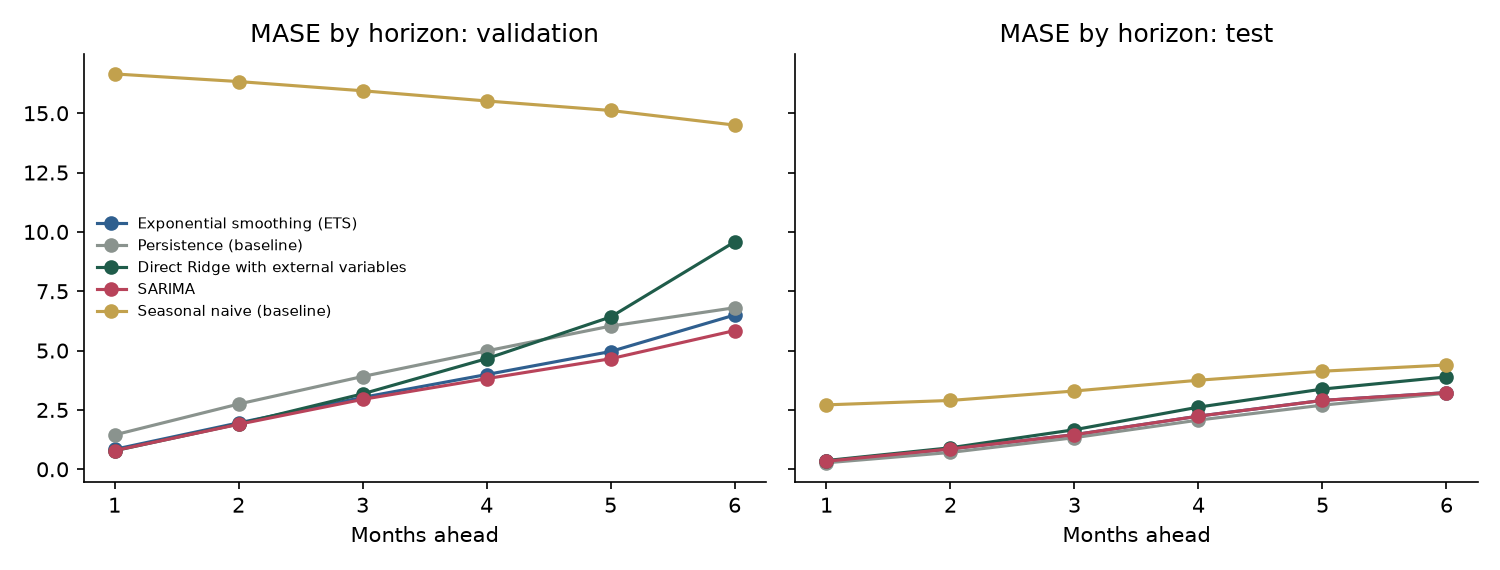 MASE by horizon: validation
15.0
12.5
10.0
7.5
5.0
2.5
0.0
Exponential smoothing (ETS)
Persistence (baseline)
Direct Ridge with external variables
SARIMA
Seasonal naive (baseline)
1 2 3 4 5 6
Months ahead
MASE by horizon: test
1 2 3 4 5 6
Months ahead